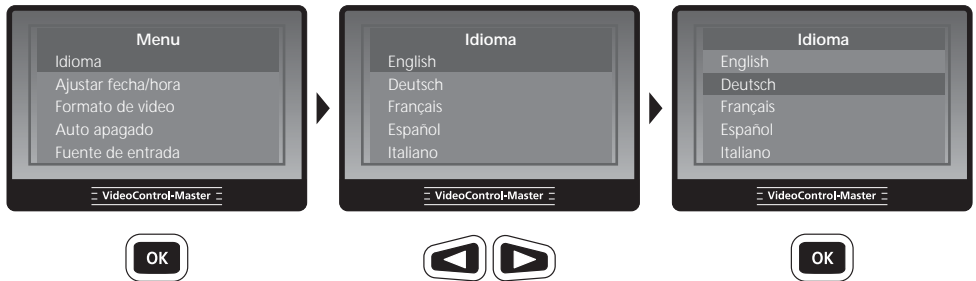 Menu
Idioma
Ajustar fecha/hora
Formato de video
Auto apagado
Fuente de entrada
VideoControl-Master
OK
Idioma
English
Deutsch
Français
Español
Italiano
VideoControl-Master
Idioma
English
Deutsch
Français
Español
Italiano
VideoControl-Master
OK